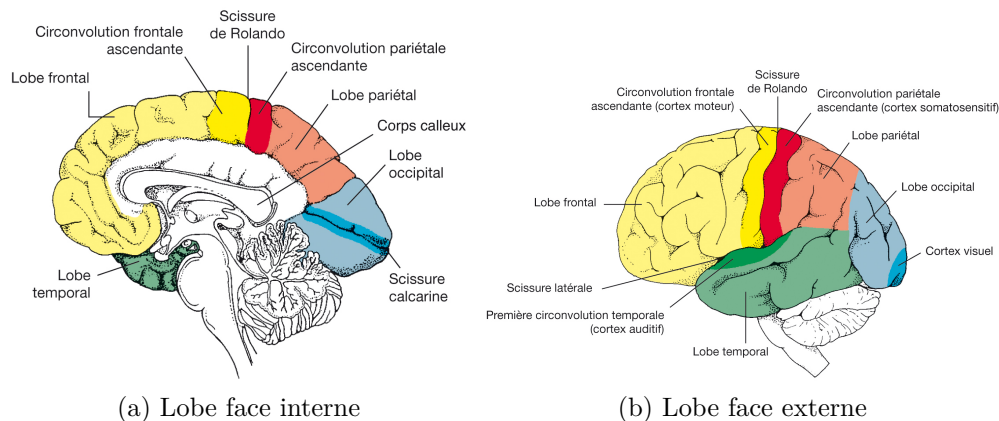 Scissure
de Rolando
Circonvolution frontale
ascendante
Circonvolution pariétale
ascendante
Lobe frontal
Lobe pariétal
Corps calleux
Lobe
occipital
Lobe
temporal
Scissure
calcarine
(a) Lobe face interne
Scissure
de Rolando
Circonvolution frontale
ascendante (cortex moteur)
Circonvolution pariétale
ascendante (cortex somatosensitif)
Lobe pariétal
Lobe occipital
Lobe frontal
Cortex visuel
Scissure latérale
Première circonvolution temporale
(cortex auditif)
Lobe temporal
(b) Lobe face externe